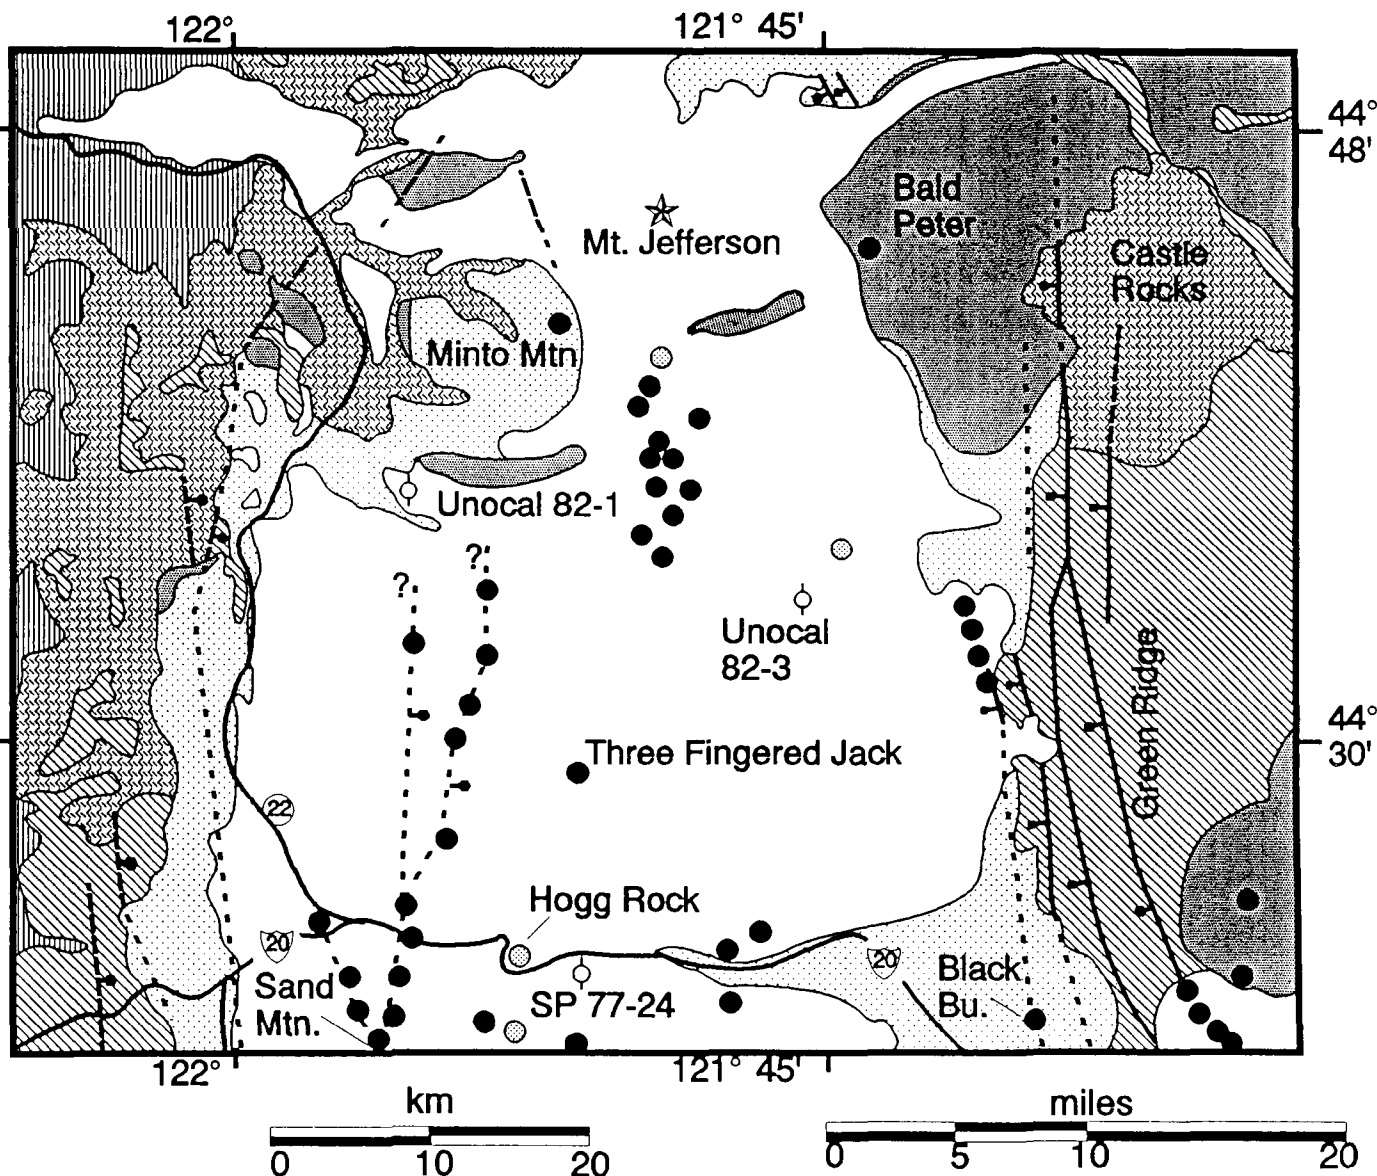 122°
121° 45'
44°
48'
Bald
Peter
Mt. Jefferson
Castle
Rocks
Minto Mtn
Unocal 82-1
?
?
Unocal
82-3
Green Ridge
44°
30'
Three Fingered Jack
22
Hogg Rock
20
20
Sand
Mtn.
SP 77-24
Black
Bu.
122°
121° 45'
km
0 10 20
miles
0 5 10 20